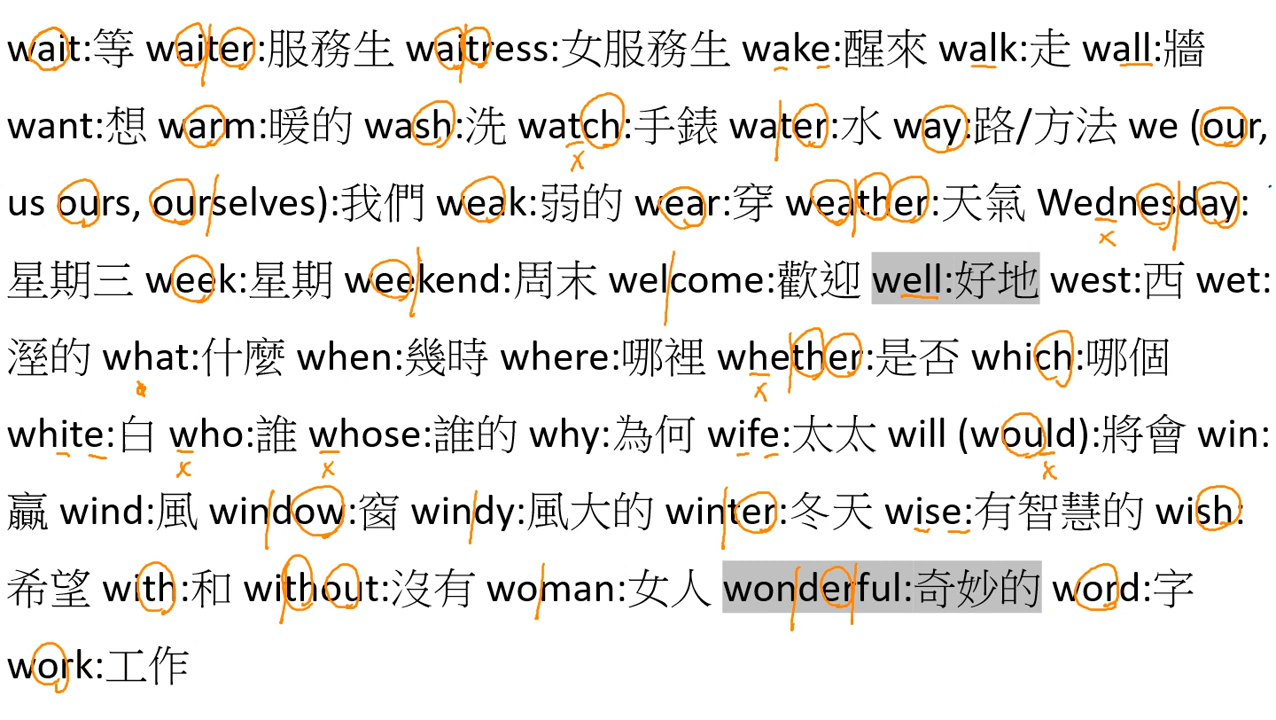 wait:等 waiter:服務生 waitress:女服務生 wake:醒來 walk:走 wall:牆
want:想 warm:暖的 wash:洗 watch:手錶 water:水 way:路/方法 we (our,
us ours, ourselves):我們 weak:弱的 wear:穿 weather:天氣 Wednesday:
星期三 week:星期 weekend:周末 welcome:歡迎 well:好地 west:西 wet:
溼的 what:什麼 when:幾時 where:哪裡 whether:是否 which:哪個
white:白 who:誰 whose:誰的 why:為何 wife:太太 will (would):將會 win:
贏 wind:風 window:窗 windy:風大的 winter:冬天 wise:有智慧的 wish:
希望 with:和 without:沒有 woman:女人 wonderful:奇妙的 word:字
work:工作